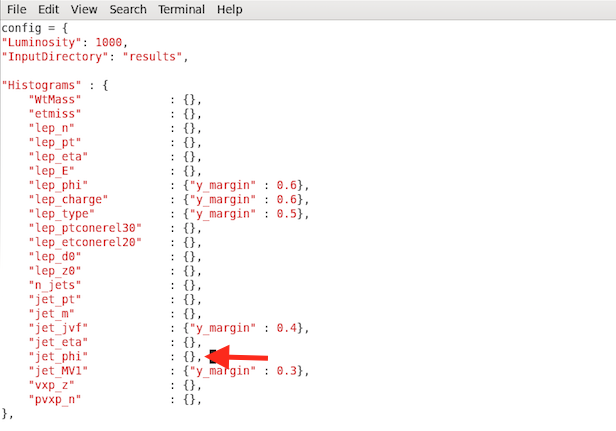 File Edit View Search Terminal Help
config = {
"Luminosity": 1000,
"InputDirectory": "results",
"Histograms" : {
    "WtMass"             : {},
    "etmiss"             : {},
    "lep_n"              : {},
    "lep_pt"             : {},
    "lep_eta"            : {},
    "lep_E"              : {},
    "lep_phi"            : {"y_margin" : 0.6},
    "lep_charge"         : {"y_margin" : 0.6},
    "lep_type"           : {"y_margin" : 0.5},
    "lep_ptconerel30"    : {},
    "lep_etconerel20"    : {},
    "lep_d0"             : {},
    "lep_z0"             : {},
    "n_jets"             : {},
    "jet_pt"             : {},
    "jet_m"              : {},
    "jet_jvf"            : {"y_margin" : 0.4},
    "jet_eta"            : {},
    "jet_phi"            : {},
    "jet_MV1"            : {"y_margin" : 0.3},
    "vxp_z"              : {},
    "pvxp_n"             : {},
},